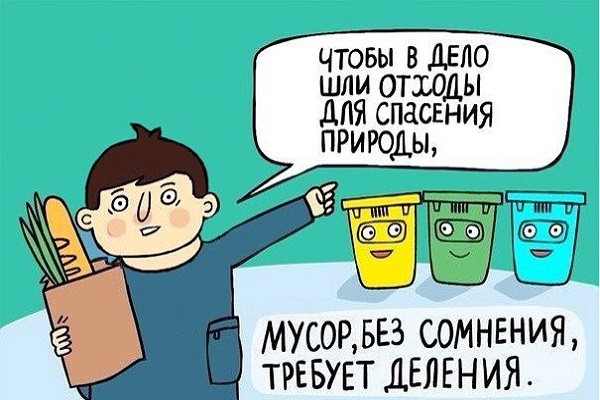 ЧТОБЫ В ДЕЛО
ШЛИ ОТХОДЫ
ДЛЯ СПАСЕНИЯ
ПРИРОДЫ,
МУСОР, БЕЗ СОМНЕНИЯ,
ТРЕБУЕТ ДЕЛЕНИЯ.